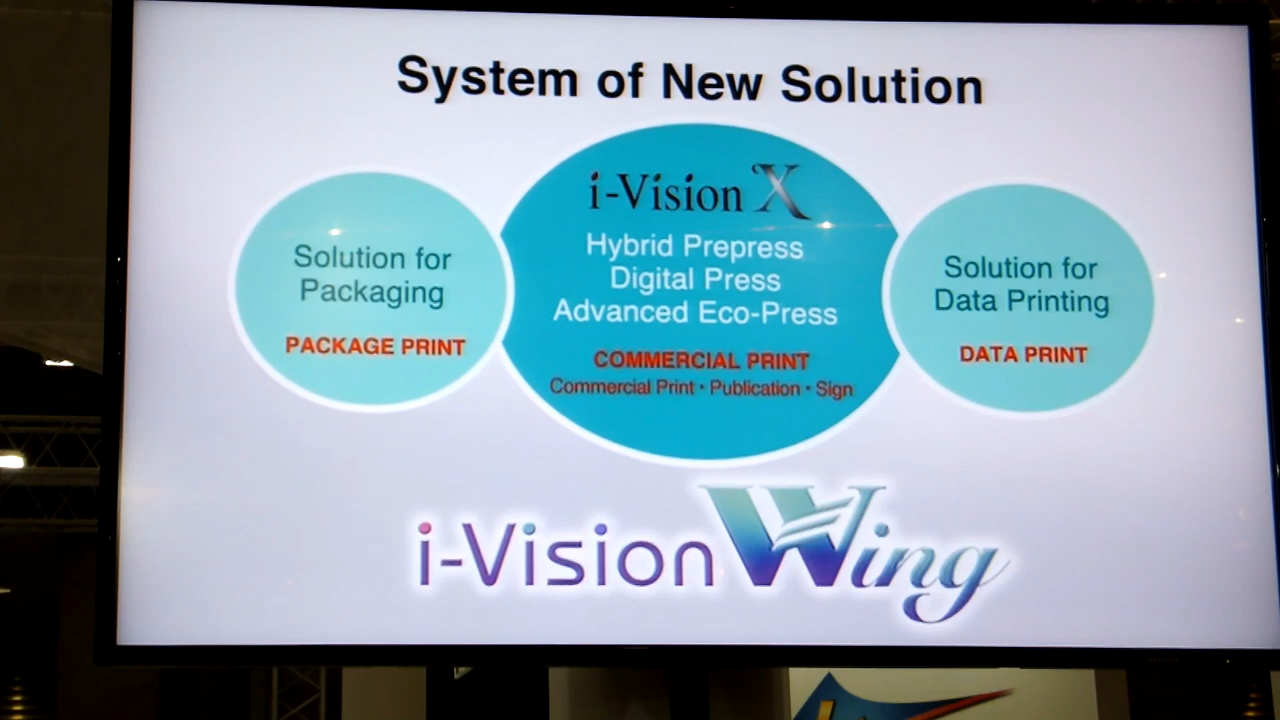 System of New Solution
Solution for
Packaging
PACKAGE PRINT
i-Vision X
Hybrid Prepress
Digital Press
Advanced Eco-Press
COMMERCIAL PRINT
Commercial Print・Publication・Sign
Solution for
Data Printing
DATA PRINT
i-Vision Wing